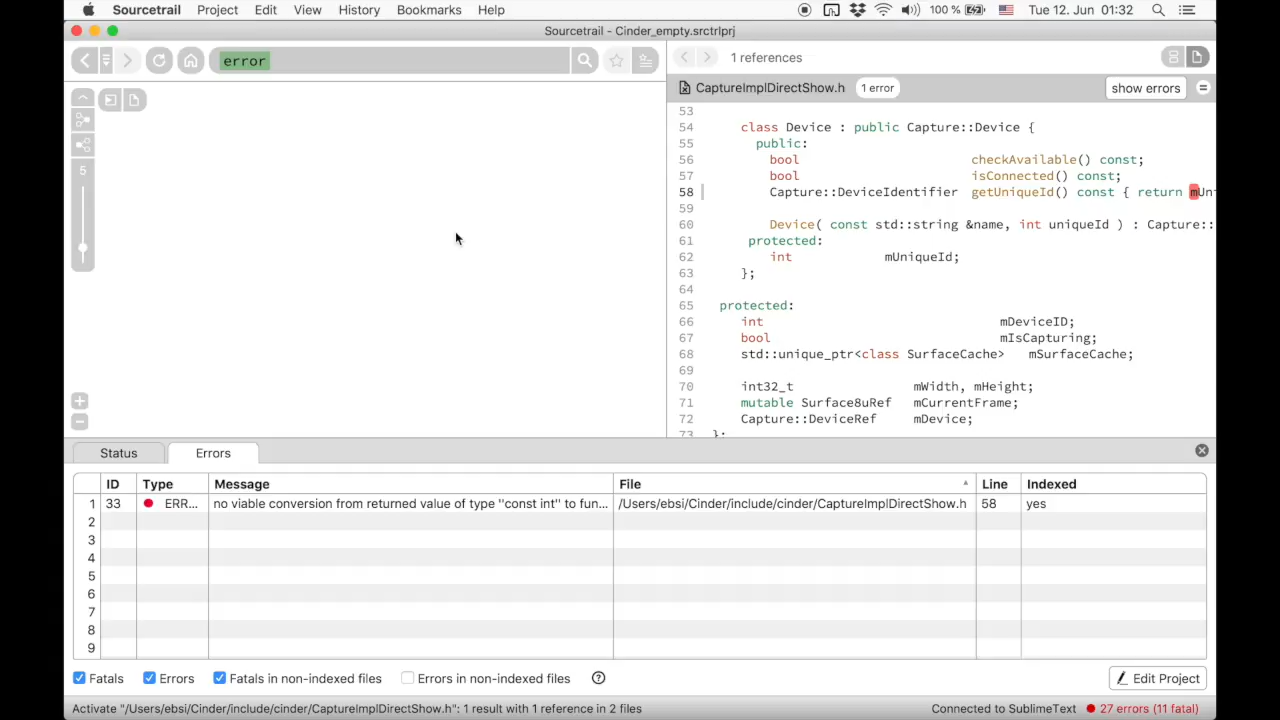 Sourcetrail Project Edit View History Bookmarks Help 100 % Tue 12. Jun 01:32
Sourcetrail - Cinder_empty.srctrlprj
error
1 references
CaptureImplDirectShow.h 1 error show errors
5
53
54 class Device : public Capture::Device {
55 public:
56 bool checkAvailable() const;
57 bool isConnected() const;
58 Capture::DeviceIdentifier getUniqueId() const { return mUn
59
60 Device( const std::string &name, int uniqueId ) : Capture::
61 protected:
62 int mUniqueId;
63 };
64
65 protected:
66 int mDeviceID;
67 bool mIsCapturing;
68 std::unique_ptr<class SurfaceCache> mSurfaceCache;
69
70 int32_t mWidth, mHeight;
71 mutable Surface8uRef mCurrentFrame;
72 Capture::DeviceRef mDevice;
73 };
Status Errors
ID Type Message File Line Indexed
1 33 ERR... no viable conversion from returned value of type "const int" to fun... /Users/ebsi/Cinder/include/cinder/CaptureImplDirectShow.h 58 yes
2
3
4
5
6
7
8
9
Fatals Errors Fatals in non-indexed files Errors in non-indexed files ? Edit Project
Activate "/Users/ebsi/Cinder/include/cinder/CaptureImplDirectShow.h": 1 result with 1 reference in 2 files Connected to SublimeText 27 errors (11 fatal)